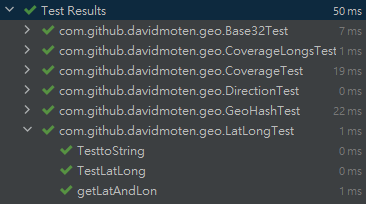 Test Results 50 ms
com.github.davidmoten.geo.Base32Test 7 ms
com.github.davidmoten.geo.CoverageLongsTest 1 ms
com.github.davidmoten.geo.CoverageTest 19 ms
com.github.davidmoten.geo.DirectionTest 0 ms
com.github.davidmoten.geo.GeoHashTest 22 ms
com.github.davidmoten.geo.LatLongTest 1 ms
TesttoString 0 ms
TestLatLong 0 ms
getLatAndLon 1 ms